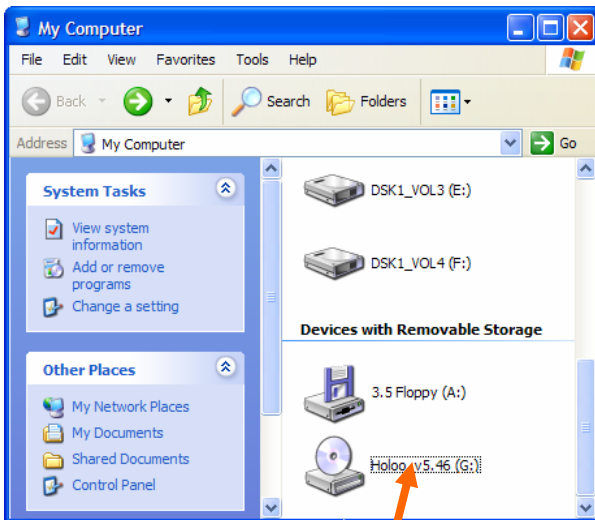 My Computer
File Edit View Favorites Tools Help
Back Search Folders
Address My Computer Go
System Tasks
View system
information
Add or remove
programs
Change a setting
Other Places
My Network Places
My Documents
Shared Documents
Control Panel
DSK1_VOL3 (E:)
DSK1_VOL4 (F:)
Devices with Removable Storage
3.5 Floppy (A:)
v5.46 (G:)